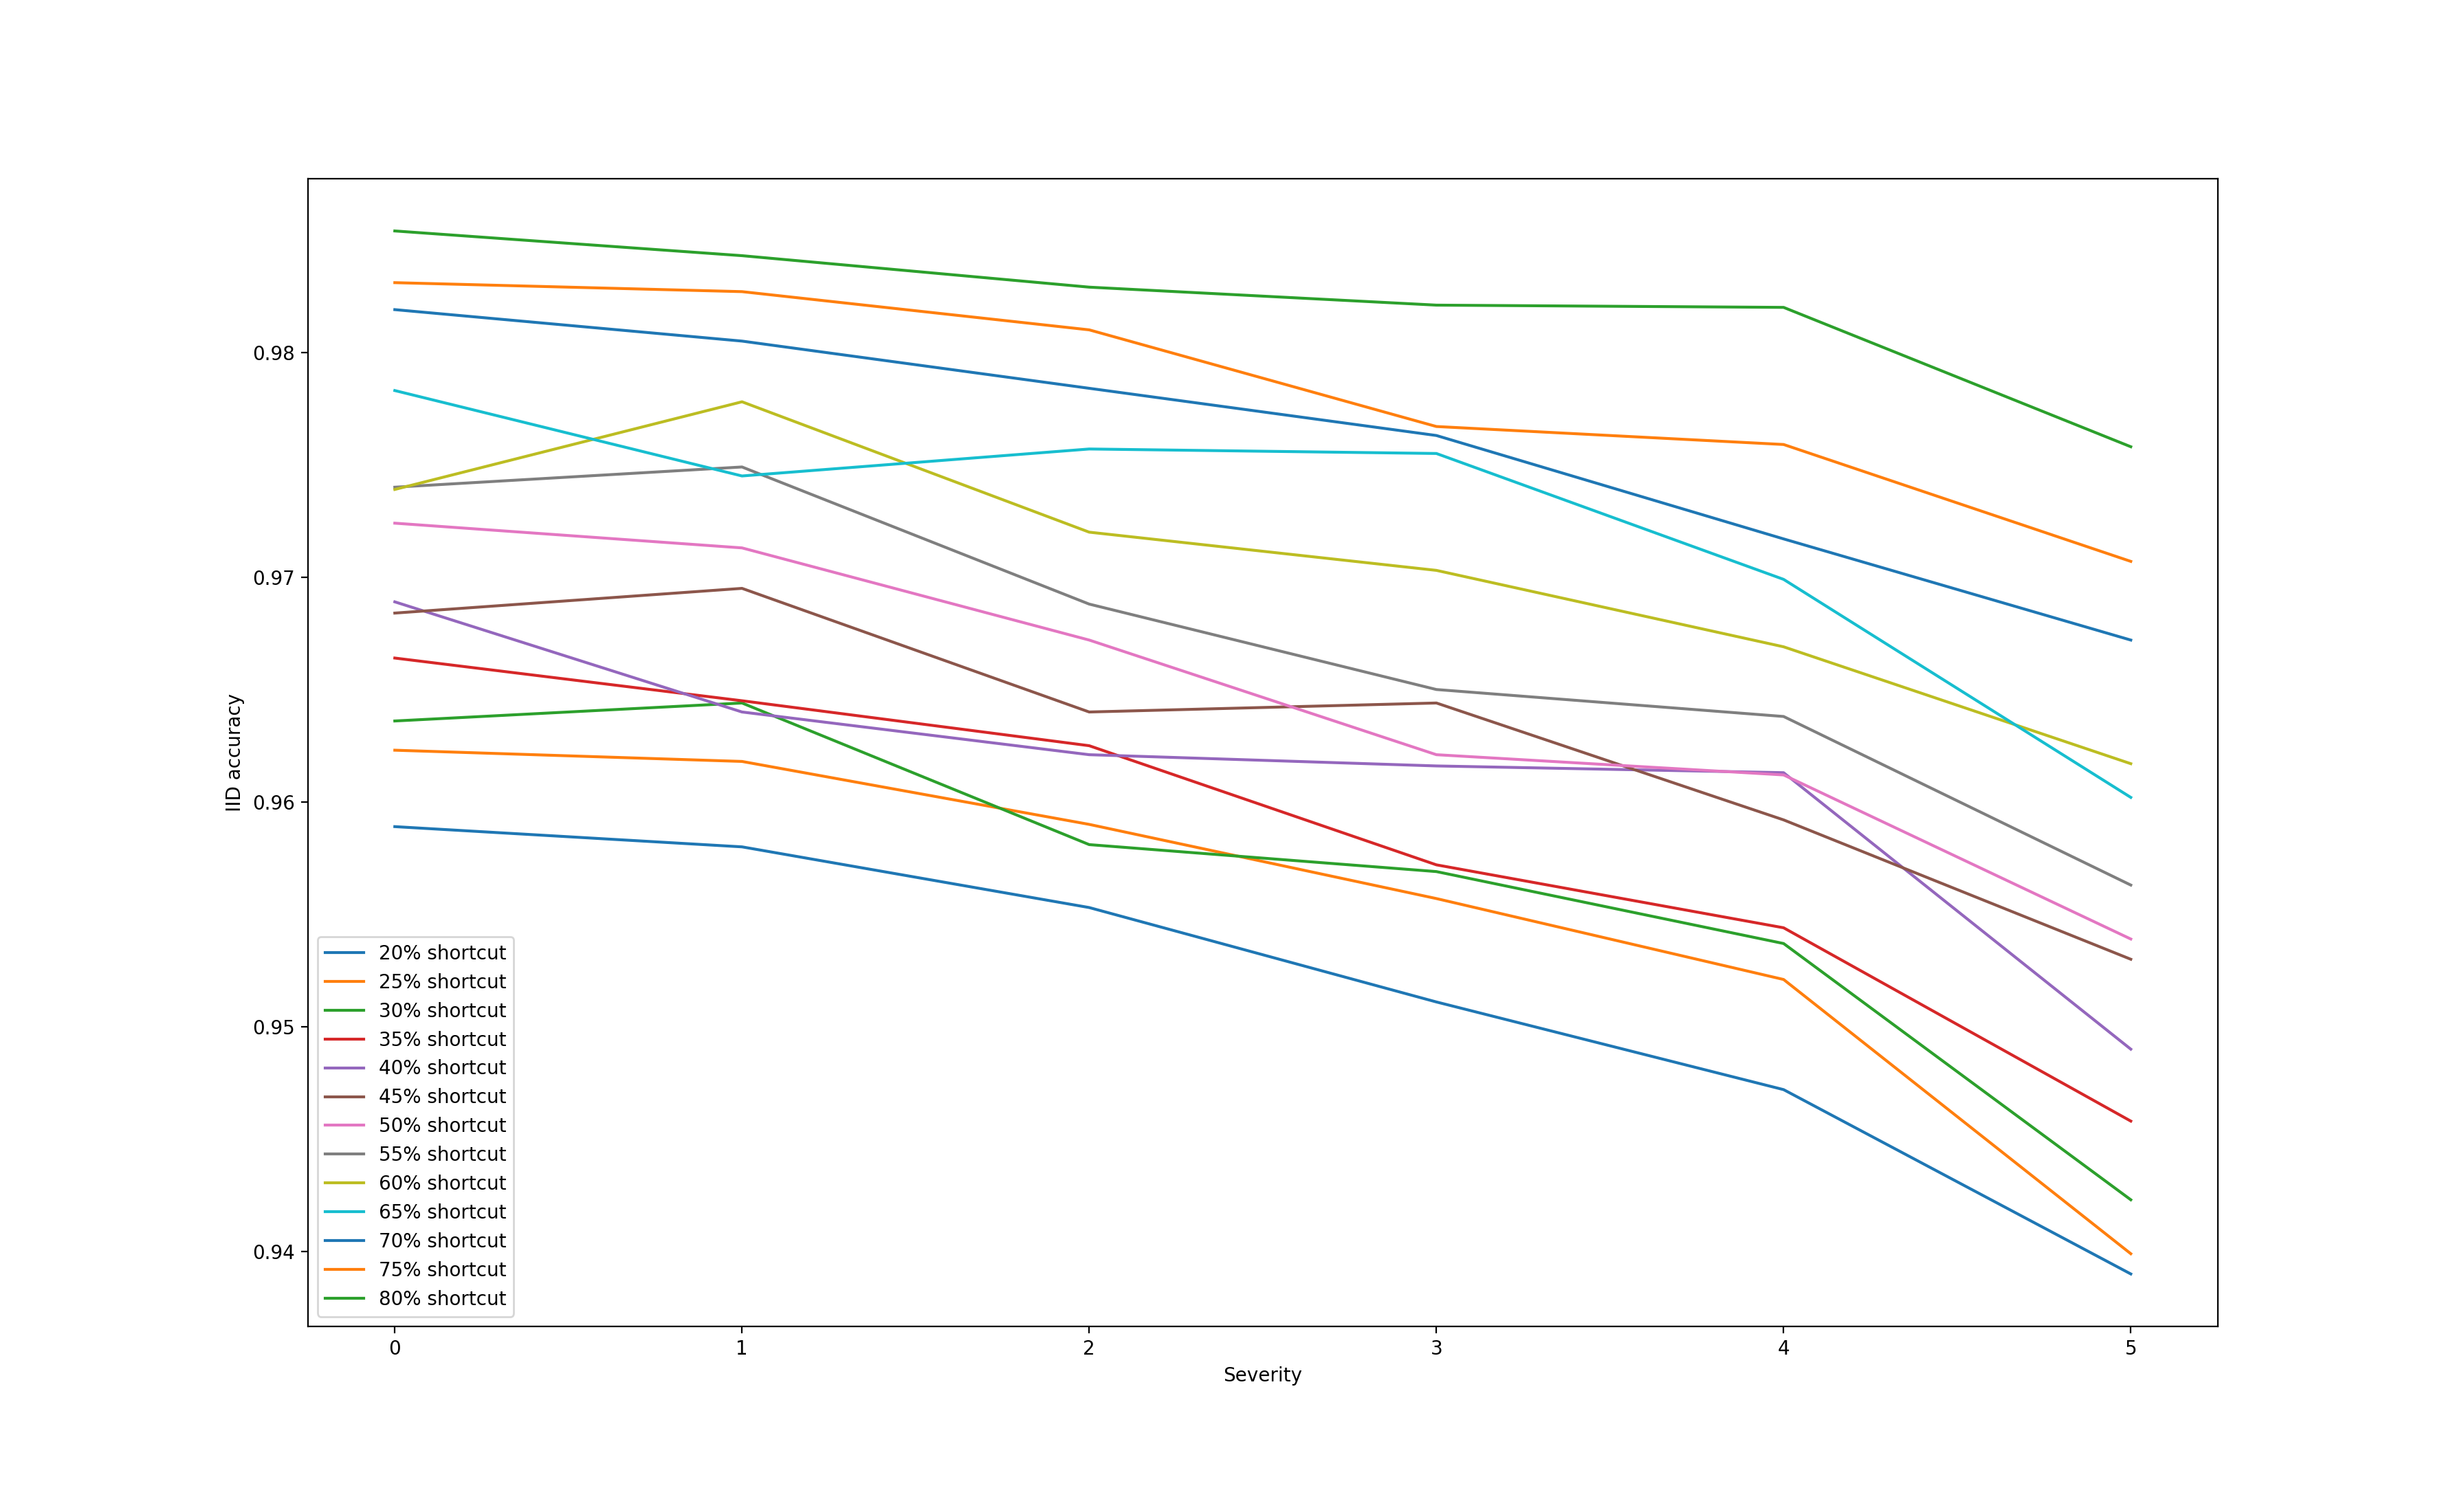 0.98
0.97
0.96
0.95
0.94
IID accuracy
20% shortcut
25% shortcut
30% shortcut
35% shortcut
40% shortcut
45% shortcut
50% shortcut
55% shortcut
60% shortcut
65% shortcut
70% shortcut
75% shortcut
80% shortcut
0 1 2 3 4 5
Severity